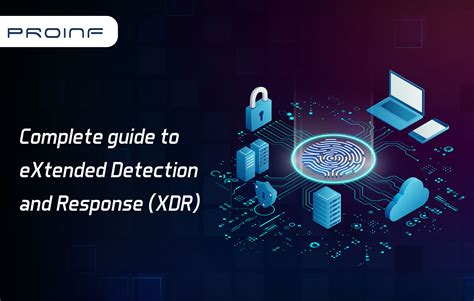 PROINF
Complete guide to
eXtended Detection
and Response (XDR)